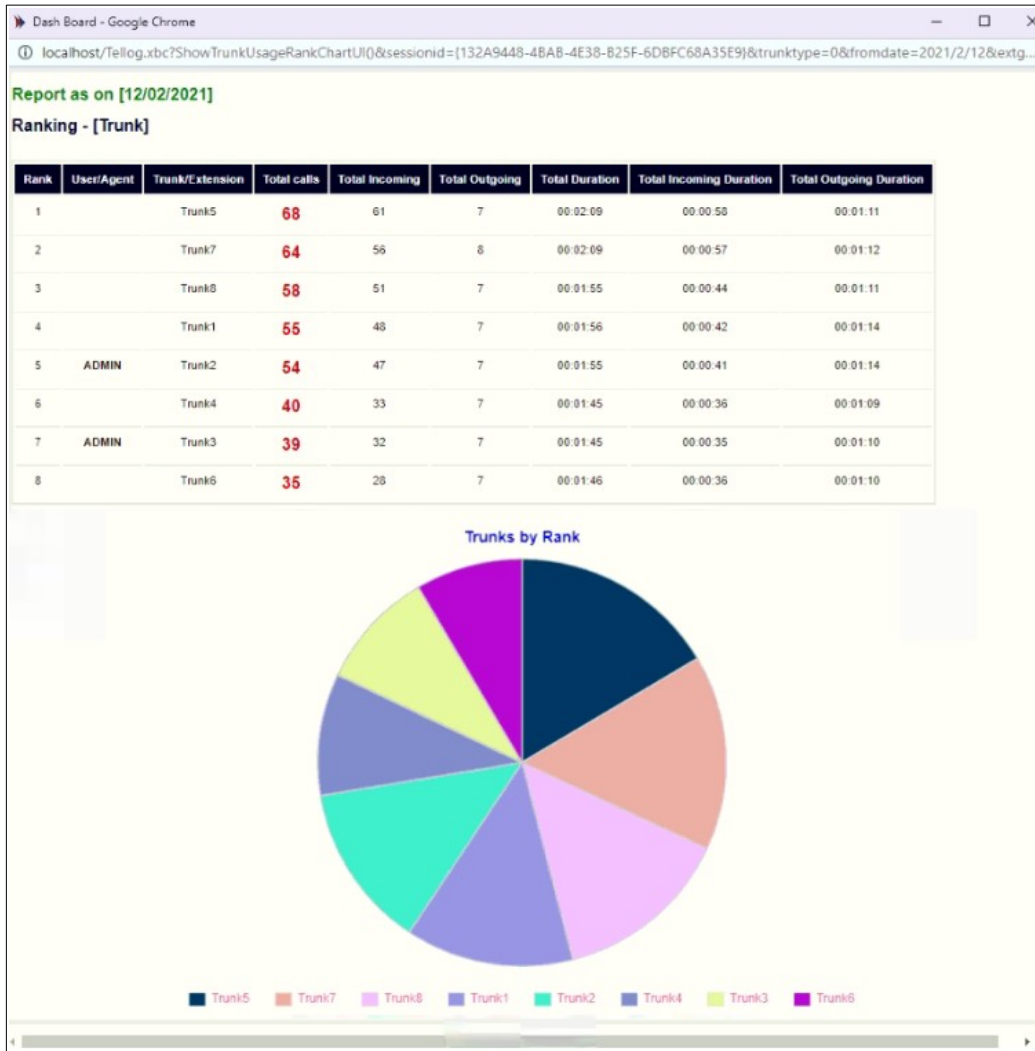 Dash Board - Google Chrome
localhost/Tellog.xbc?ShowTrunkUsageRankChartUI()&sessionid={132A9448-4BAB-4E38-B25F-6DBFC68A35E9}&trunktype=0&fromdate=2021/2/12&extg...
Report as on [12/02/2021]
Ranking - [Trunk]
Rank User/Agent Trunk/Extension Total calls Total Incoming Total Outgoing Total Duration Total Incoming Duration Total Outgoing Duration
1 Trunk5 68 61 7 00:02:09 00:00:58 00:01:11
2 Trunk7 64 56 8 00:02:09 00:00:57 00:01:12
3 Trunk8 58 51 7 00:01:55 00:00:44 00:01:11
4 Trunk1 55 48 7 00:01:56 00:00:42 00:01:14
5 ADMIN Trunk2 54 47 7 00:01:55 00:00:41 00:01:14
6 Trunk4 40 33 7 00:01:45 00:00:36 00:01:09
7 ADMIN Trunk3 39 32 7 00:01:45 00:00:35 00:01:10
8 Trunk6 35 28 7 00:01:46 00:00:36 00:01:10
Trunks by Rank
Trunk5 Trunk7 Trunk8 Trunk1 Trunk2 Trunk4 Trunk3 Trunk6